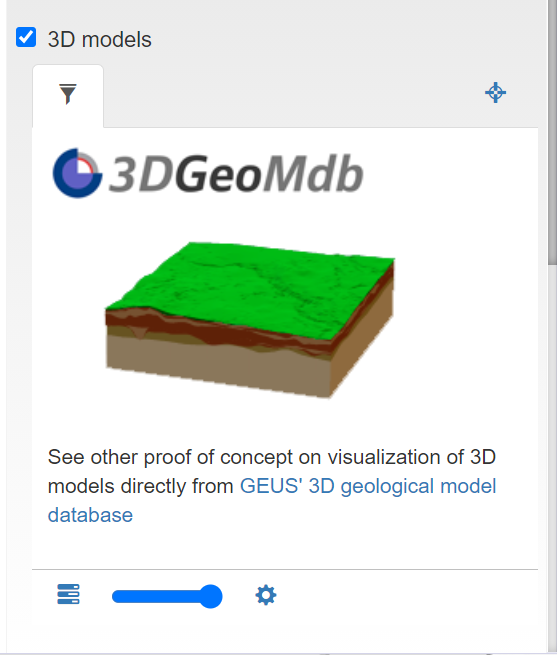 3D models
3DGeoMdb
See other proof of concept on visualization of 3D
models directly from GEUS' 3D geological model
database